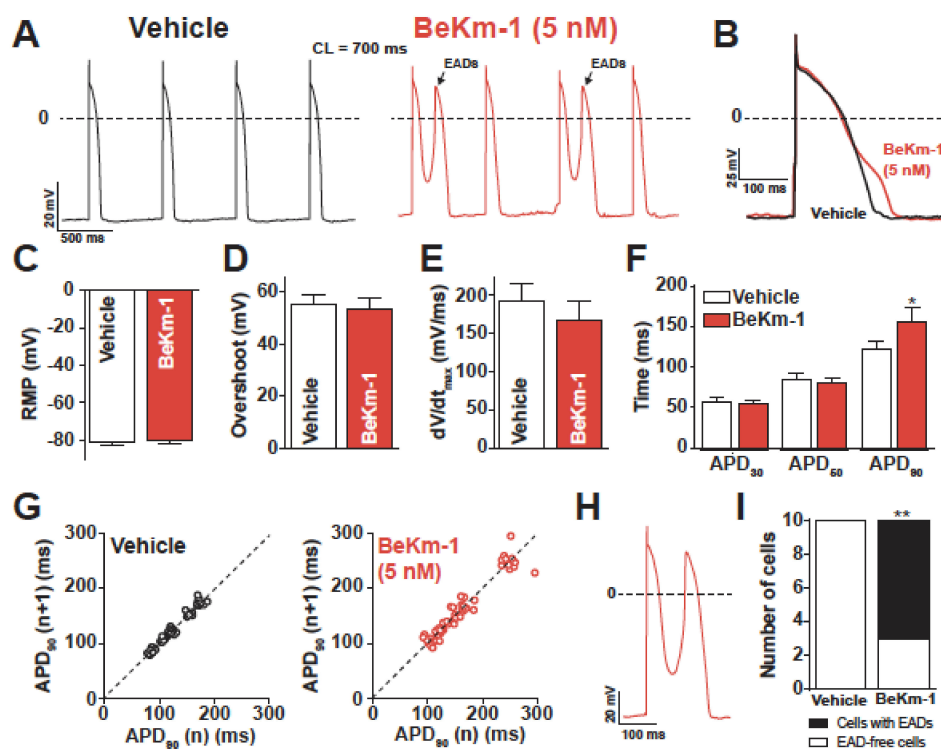 A
Vehicle
CL = 700 ms
BeKm-1 (5 nM)
EADs
EADs
0
20 mV
500 ms
B
0
25 mV
100 ms
BeKm-1
(5 nM)
Vehicle
C
RMP (mV)
0
-20
-40
-60
-80
Vehicle
BeKm-1
D
Overshoot (mV)
60
40
20
0
Vehicle
BeKm-1
E
dV/dtmax (mV/ms)
200
150
100
50
0
Vehicle
BeKm-1
F
Time (ms)
200
150
100
50
0
Vehicle
BeKm-1
*
APD30
APD50
APD90
G
APD90 (n+1) (ms)
300
200
100
0
Vehicle
0 100 200 300
APD90 (n) (ms)
APD90 (n+1) (ms)
300
200
100
0
BeKm-1
(5 nM)
0 100 200 300
APD90 (n) (ms)
H
0
20 mV
100 ms
I
Number of cells
10
8
6
4
2
0
**
Vehicle BeKm-1
Cells with EADs
EAD-free cells